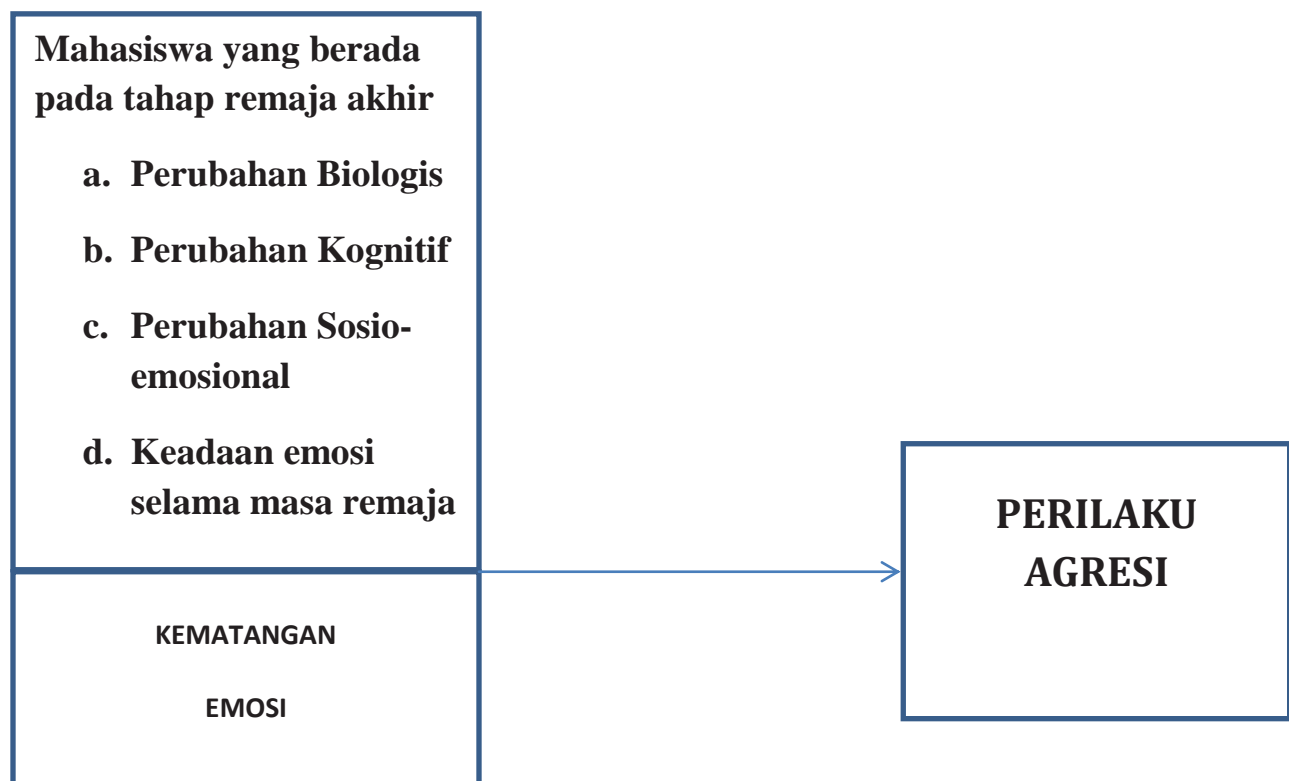 Mahasiswa yang berada
pada tahap remaja akhir
a. Perubahan Biologis
b. Perubahan Kognitif
c. Perubahan Sosio-
emosional
d. Keadaan emosi
selama masa remaja
KEMATANGAN
EMOSI
PERILAKU
AGRESI